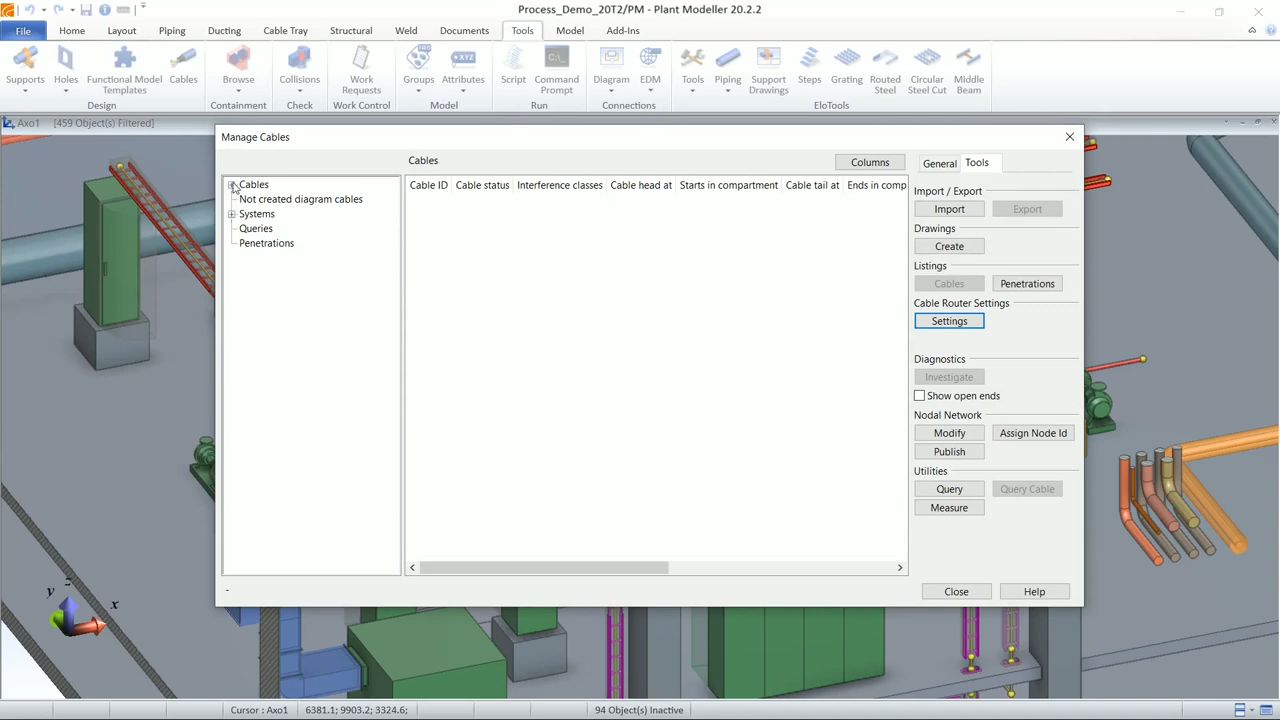 Process_Demo_20T2/PM - Plant Modeller 20.2.2
File Home Layout Piping Ducting Cable Tray Structural Weld Documents Tools Model Add-Ins
Supports Holes Functional Model Templates Cables Browse Collisions Work Requests Groups Attributes Script Command Prompt Diagram EDM Tools Piping Support Drawings Steps Grating Routed Steel Circular Steel Cut Middle Beam
Design Containment Check Work Control Model Run Connections EloTools
Axo1 [459 Object(s) Filtered]
Manage Cables
Cables
Columns
General Tools
Cables
Not created diagram cables
Systems
Queries
Penetrations
Cable ID Cable status Interference classes Cable head at Starts in compartment Cable tail at Ends in comp
Import / Export
Import Export
Drawings
Create
Listings
Cables Penetrations
Cable Router Settings
Settings
Diagnostics
Investigate
Show open ends
Nodal Network
Modify Assign Node Id
Publish
Utilities
Query Query Cable
Measure
-
Close Help
z
y
x
Cursor : Axo1 6381.1; 9903.2; 3324.6; 94 Object(s) Inactive